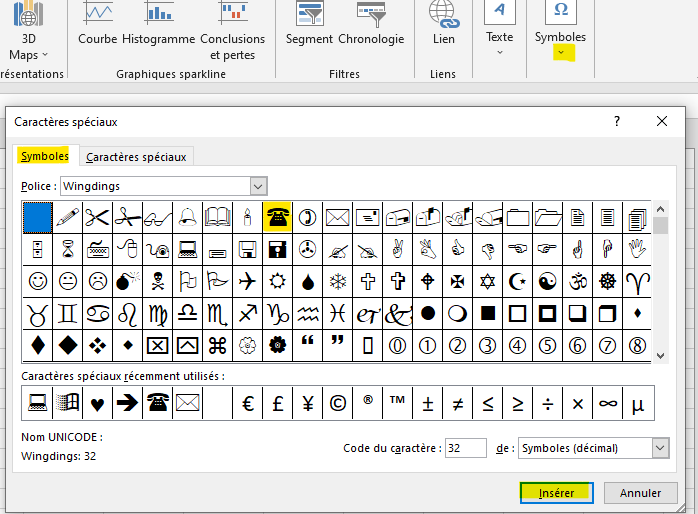 3D
Maps
résentations
Courbe Histogramme Conclusions
et pertes
Graphiques sparkline
Segment Chronologie
Filtres
Lien
Liens
Texte
Symboles
Caractères spéciaux
Symboles Caractères spéciaux
Police : Wingdings
Caractères spéciaux récemment utilisés :
€ £ ¥ © ® ™ ± ≠ ≤ ≥ ÷ × ∞ µ
Nom UNICODE :
Wingdings: 32
Code du caractère : 32 de : Symboles (décimal)
Insérer Annuler